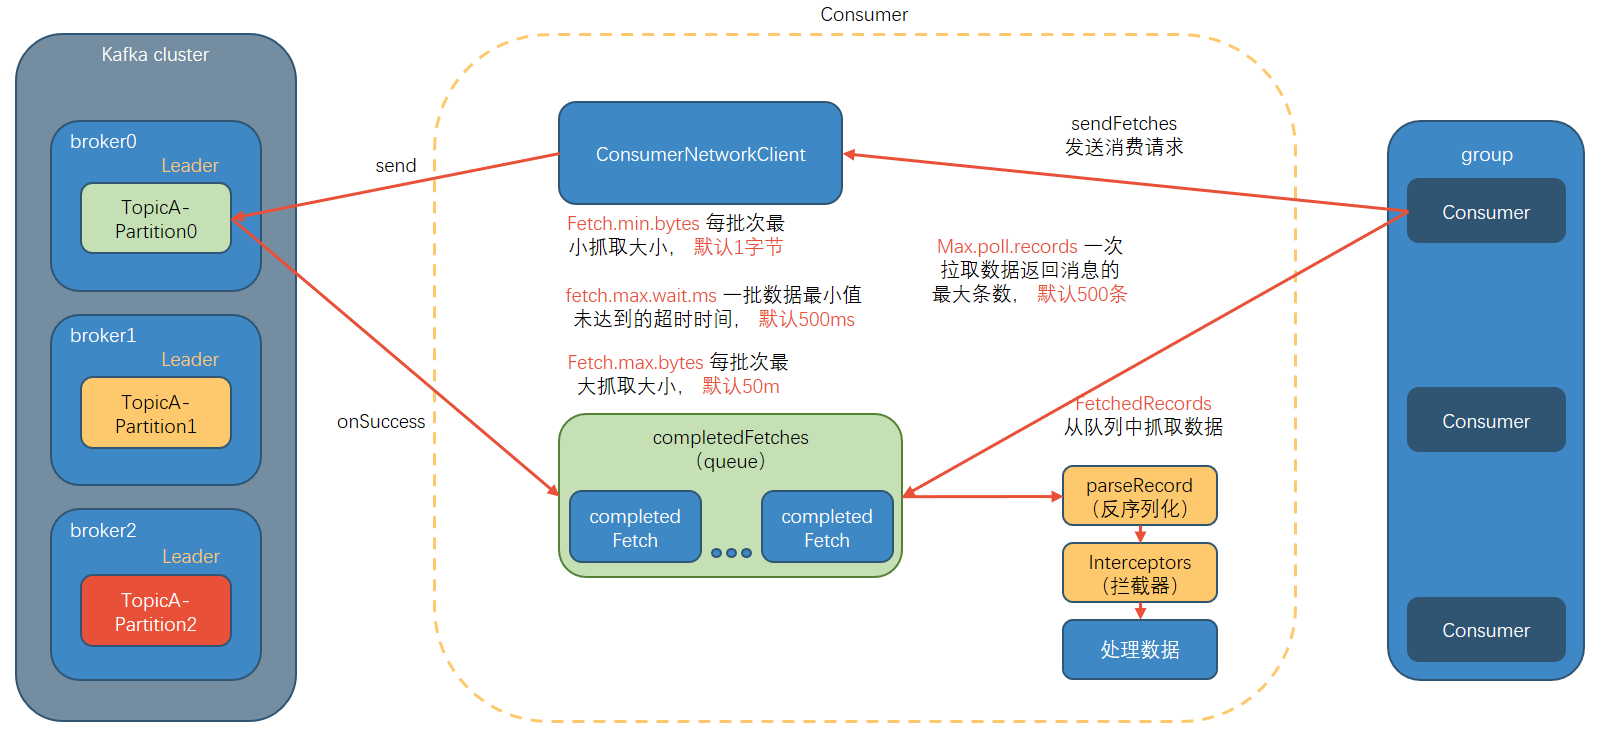 Consumer
Kafka cluster
broker0
Leader
TopicA-
Partition0
broker1
Leader
TopicA-
Partition1
broker2
Leader
TopicA-
Partition2
send
onSuccess
ConsumerNetworkClient
Fetch.min.bytes 每批次最
小抓取大小，默认1字节
fetch.max.wait.ms 一批数据最小值
未达到的超时时间，默认500ms
Fetch.max.bytes 每批次最
大抓取大小，默认50m
completedFetches
（queue）
completed
Fetch
completed
Fetch
sendFetches
发送消费请求
Max.poll.records 一次
拉取数据返回消息的
最大条数，默认500条
FetchedRecords
从队列中抓取数据
parseRecord
（反序列化）
Interceptors
（拦截器）
处理数据
group
Consumer
Consumer
Consumer